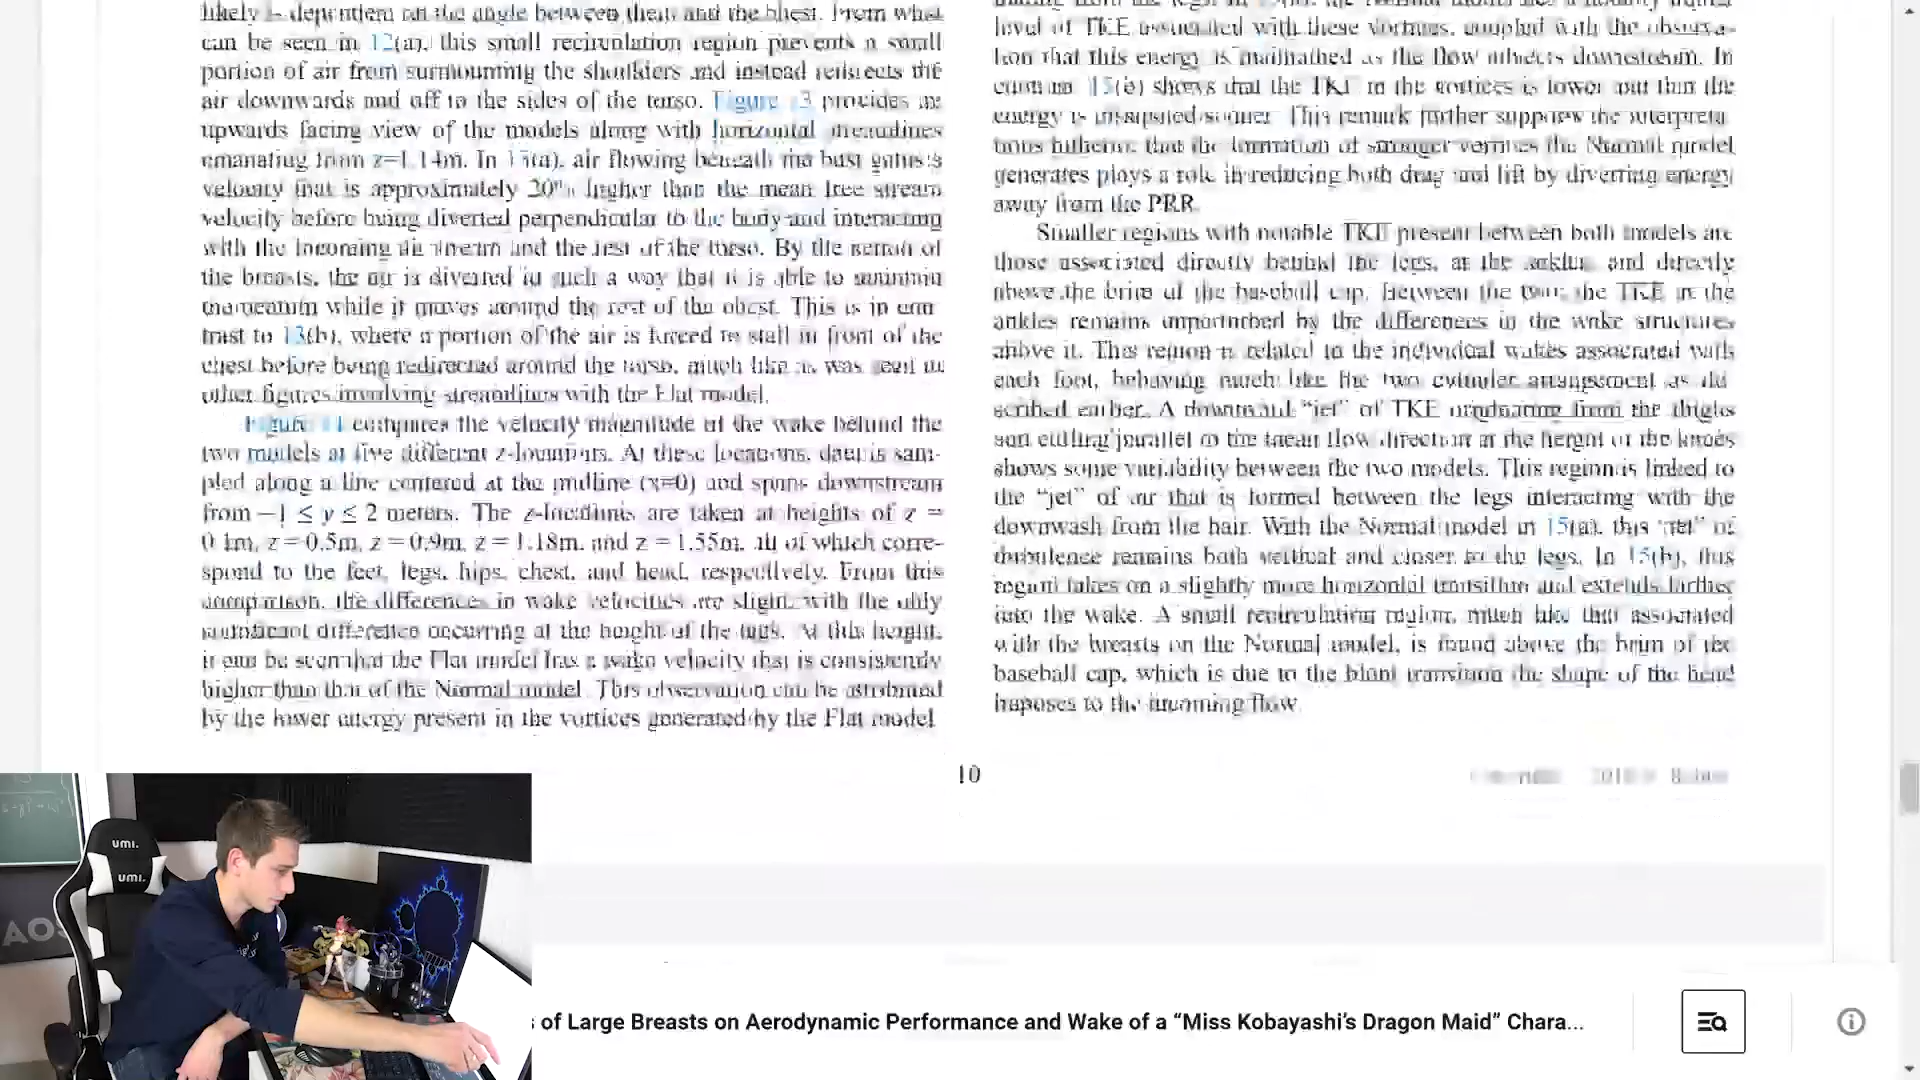 likely is dependent on the angle between them and the chest. From what
can be seen in 12(a), this small recirculation region prevents a small
portion of air from surmounting the shoulders and instead redirects the
air downwards and off to the sides of the torso. Figure 13 provides an
upwards facing view of the models along with horizontal streamlines
emanating from z=1.14m. In 13(a), air flowing beneath the bust gains a
velocity that is approximately 20% higher than the mean free stream
velocity before being diverted perpendicular to the body and interacting
with the incoming air stream and the rest of the torso. By the action of
the breasts, the air is diverted in such a way that it is able to maintain
momentum while it moves around the rest of the chest. This is in con-
trast to 13(b), where a portion of the air is forced to stall in front of the
chest before being redirected around the torso, much like as was seen in
other figures involving streamlines with the Flat model.
Figure 14 compares the velocity magnitude of the wake behind the
two models at five different z-locations. At these locations, data is sam-
pled along a line centered at the midline (x=0) and spans downstream
from −1 ≤ y ≤ 2 meters. The z-locations are taken at heights of z =
0.1m, z=0.5m, z=0.9m, z=1.18m, and z=1.55m, all of which corre-
spond to the feet, legs, hips, chest, and head, respectively. From this
comparison, the differences in wake velocities are slight, with the only
significant difference occurring at the height of the legs. At this height,
it can be seen that the Flat model has a wake velocity that is consistently
higher than that of the Normal model. This observation can be attributed
by the lower energy present in the vortices generated by the Flat model
level of TKE associated with these vortices, coupled with the observa-
tion that this energy is maintained as the flow travels downstream. In
contrast 15(b) shows that the TKE in the vortices is lower and that the
energy is dissipated sooner. This remark further supports the interpreta-
tions that the formation of stronger vortices the Normal model
generates plays a role in reducing both drag and lift by diverting energy
away from the PRR.
Smaller regions with notable TKE present between both models are
those associated directly behind the legs, at the ankles, and directly
above the brim of the baseball cap. Between the two, the TKE at the
ankles remains unperturbed by the differences in the wake structures
above it. This region is related to the individual wakes associated with
each foot, behaving much like the two cylinder arrangement as de-
scribed earlier. A downward "jet" of TKE originating from the thighs
and ending parallel to the mean flow direction at the height of the knees
shows some variability between the two models. This region is linked to
the "jet" of air that is formed between the legs interacting with the
downwash from the hair. With the Normal model in 15(a), this "jet" of
turbulence remains both vertical and closer to the legs. In 15(b), this
region takes on a slightly more horizontal transition and extends farther
into the wake. A small recirculating region, much like that associated
with the breasts on the Normal model, is found above the brim of the
baseball cap, which is due to the blunt transition the shape of the head
imposes to the incoming flow.
10
umi.
umi.
s of Large Breasts on Aerodynamic Performance and Wake of a “Miss Kobayashi’s Dragon Maid” Chara...